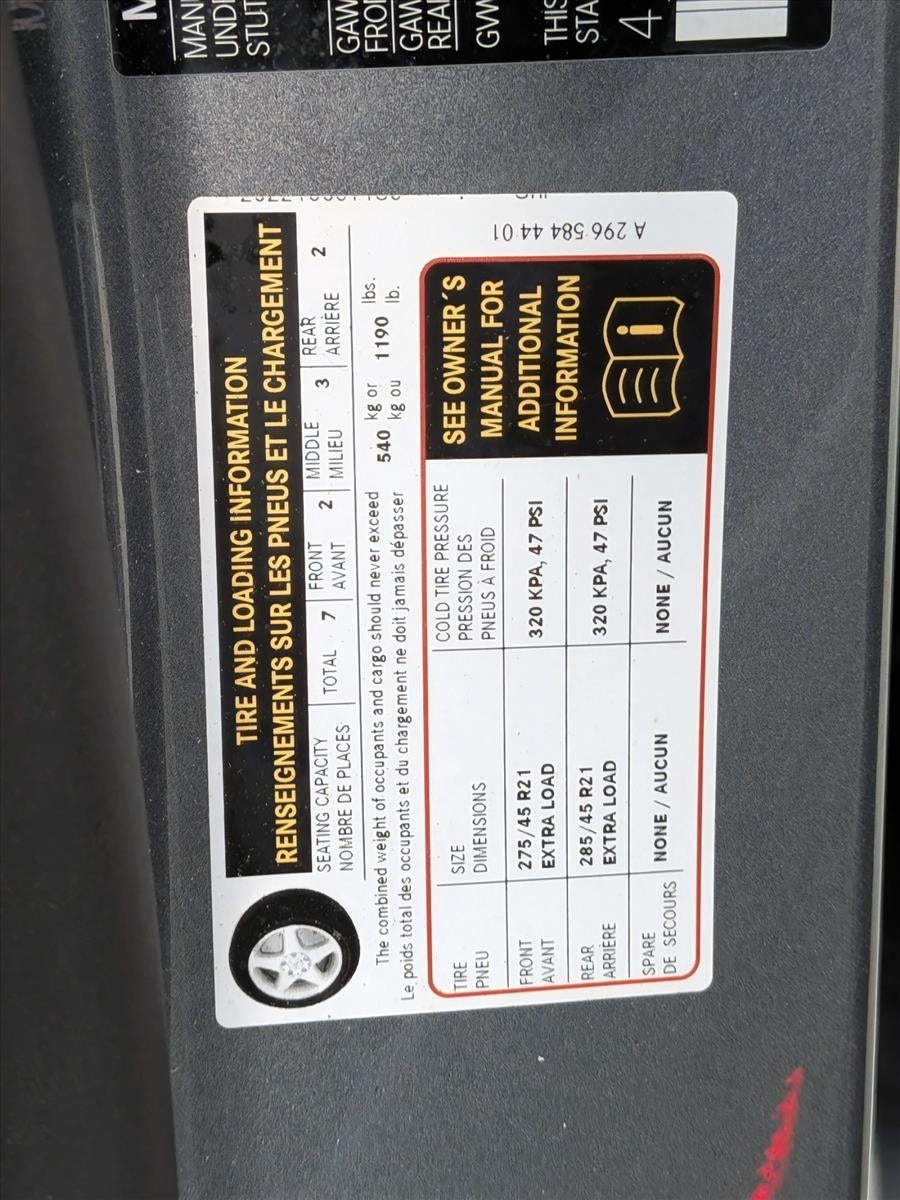 MAN
UND
STUT
GAW
FRO
GAW
REA
GVW
THIS
STA
4
TIRE AND LOADING INFORMATION
RENSEIGNEMENTS SUR LES PNEUS ET LE CHARGEMENT
SEATING CAPACITY TOTAL 7 FRONT 2 MIDDLE 3 REAR 2
NOMBRE DE PLACES AVANT MILIEU ARRIÈRE
The combined weight of occupants and cargo should never exceed 540 kg or 1190 lbs.
Le poids total des occupants et du chargement ne doit jamais dépasser kg ou lb.
TIRE SIZE COLD TIRE PRESSURE
PNEU DIMENSIONS PRESSION DES
PNEUS À FROID
FRONT 275/45 R21 320 KPA, 47 PSI
AVANT EXTRA LOAD
REAR 285/45 R21 320 KPA, 47 PSI
ARRIÈRE EXTRA LOAD
SPARE NONE / AUCUN NONE / AUCUN
DE SECOURS
SEE OWNER´S
MANUAL FOR
ADDITIONAL
INFORMATION
i
A 296 584 44 01